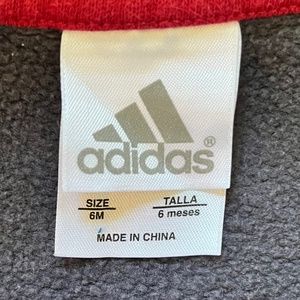 adidas®
SIZE TALLA
6M 6 meses
MADE IN CHINA